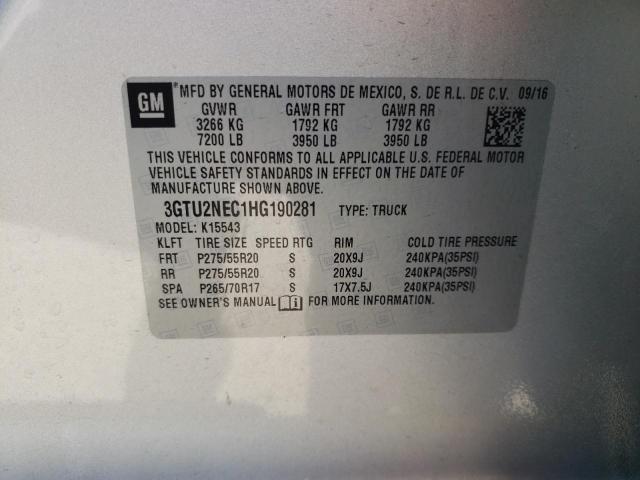 GM
*MFD BY GENERAL MOTORS DE MEXICO, S. DE R.L. DE C.V. 09/16
GVWR GAWR FRT GAWR RR
3266 KG 1792 KG 1792 KG
7200 LB 3950 LB 3950 LB
THIS VEHICLE CONFORMS TO ALL APPLICABLE U.S. FEDERAL MOTOR
VEHICLE SAFETY STANDARDS IN EFFECT ON THE DATE OF
MANUFACTURE SHOWN ABOVE.
3GTU2NEC1HG190281 TYPE: TRUCK
MODEL: K15543
KLFT TIRE SIZE SPEED RTG RIM COLD TIRE PRESSURE
FRT P275/55R20 S 20X9J 240KPA(35PSI)
RR P275/55R20 S 20X9J 240KPA(35PSI)
SPA P265/70R17 S 17X7.5J 240KPA(35PSI)
SEE OWNER'S MANUAL FOR MORE INFORMATION.